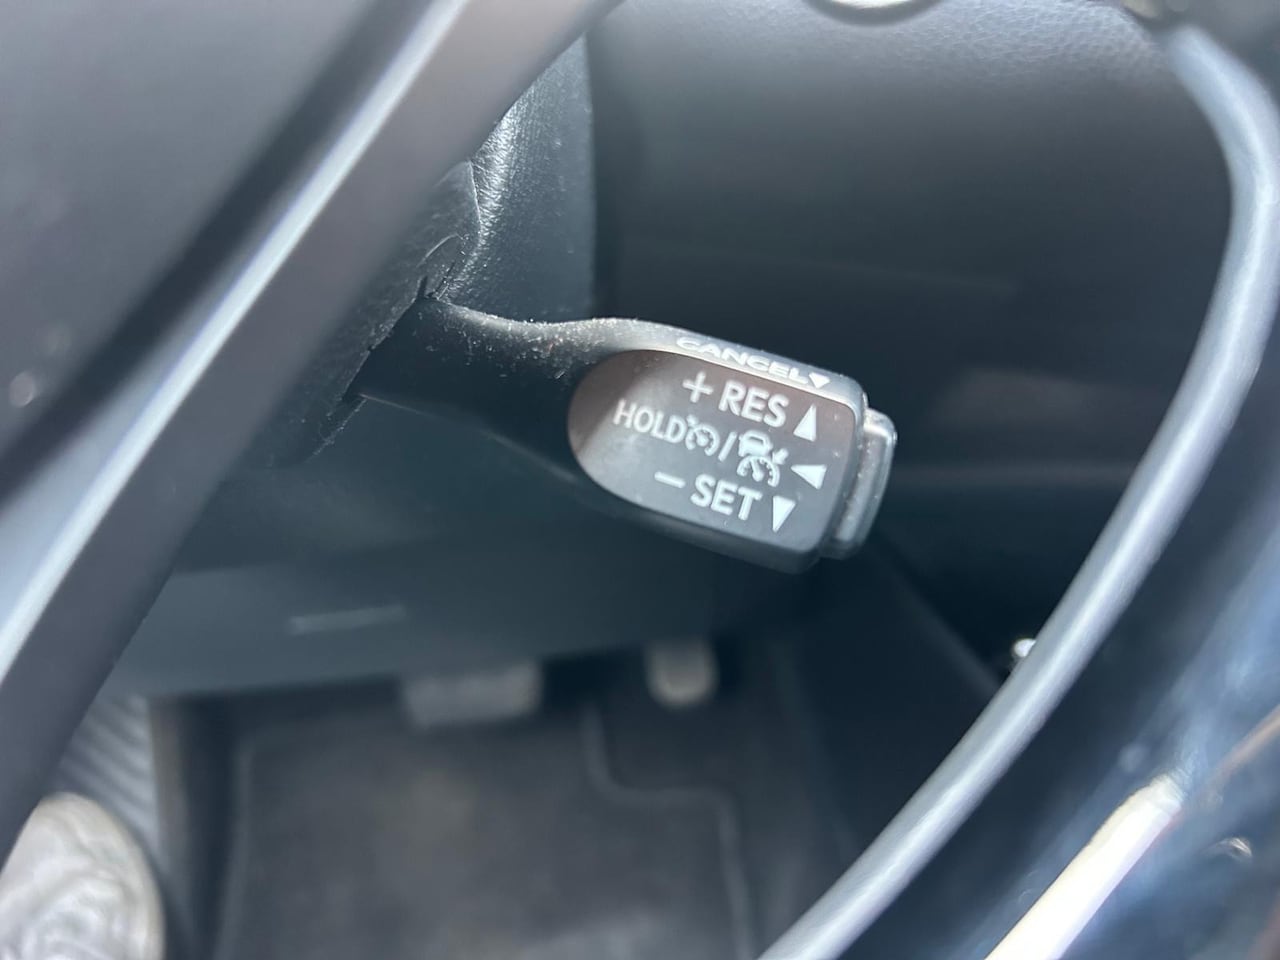 CANCEL▼
+ RES ▲
HOLD / ◀
− SET ▼